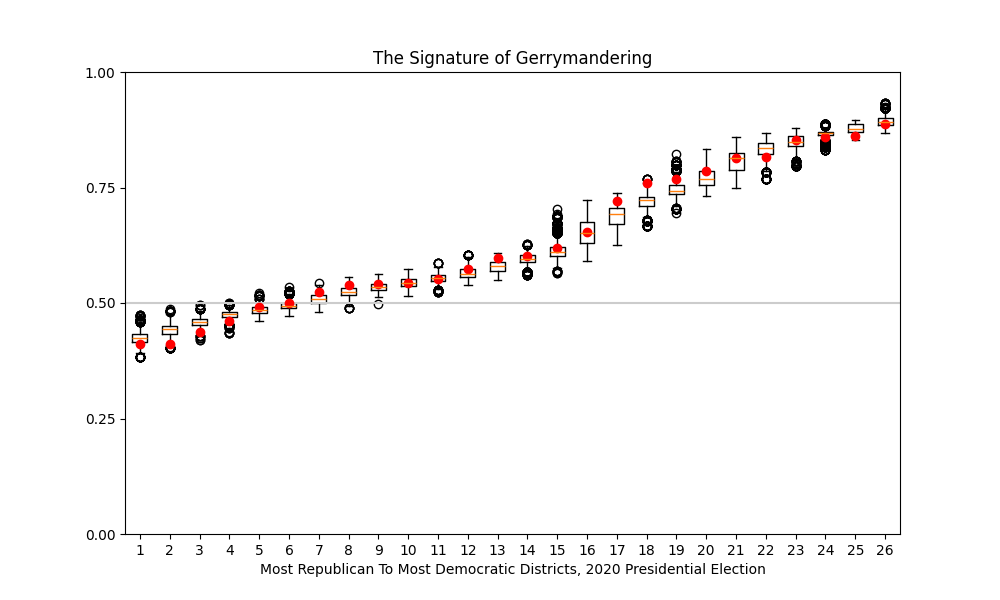 The Signature of Gerrymandering
1.00
0.75
0.50
0.25
0.00
1 2 3 4 5 6 7 8 9 10 11 12 13 14 15 16 17 18 19 20 21 22 23 24 25 26
Most Republican To Most Democratic Districts, 2020 Presidential Election